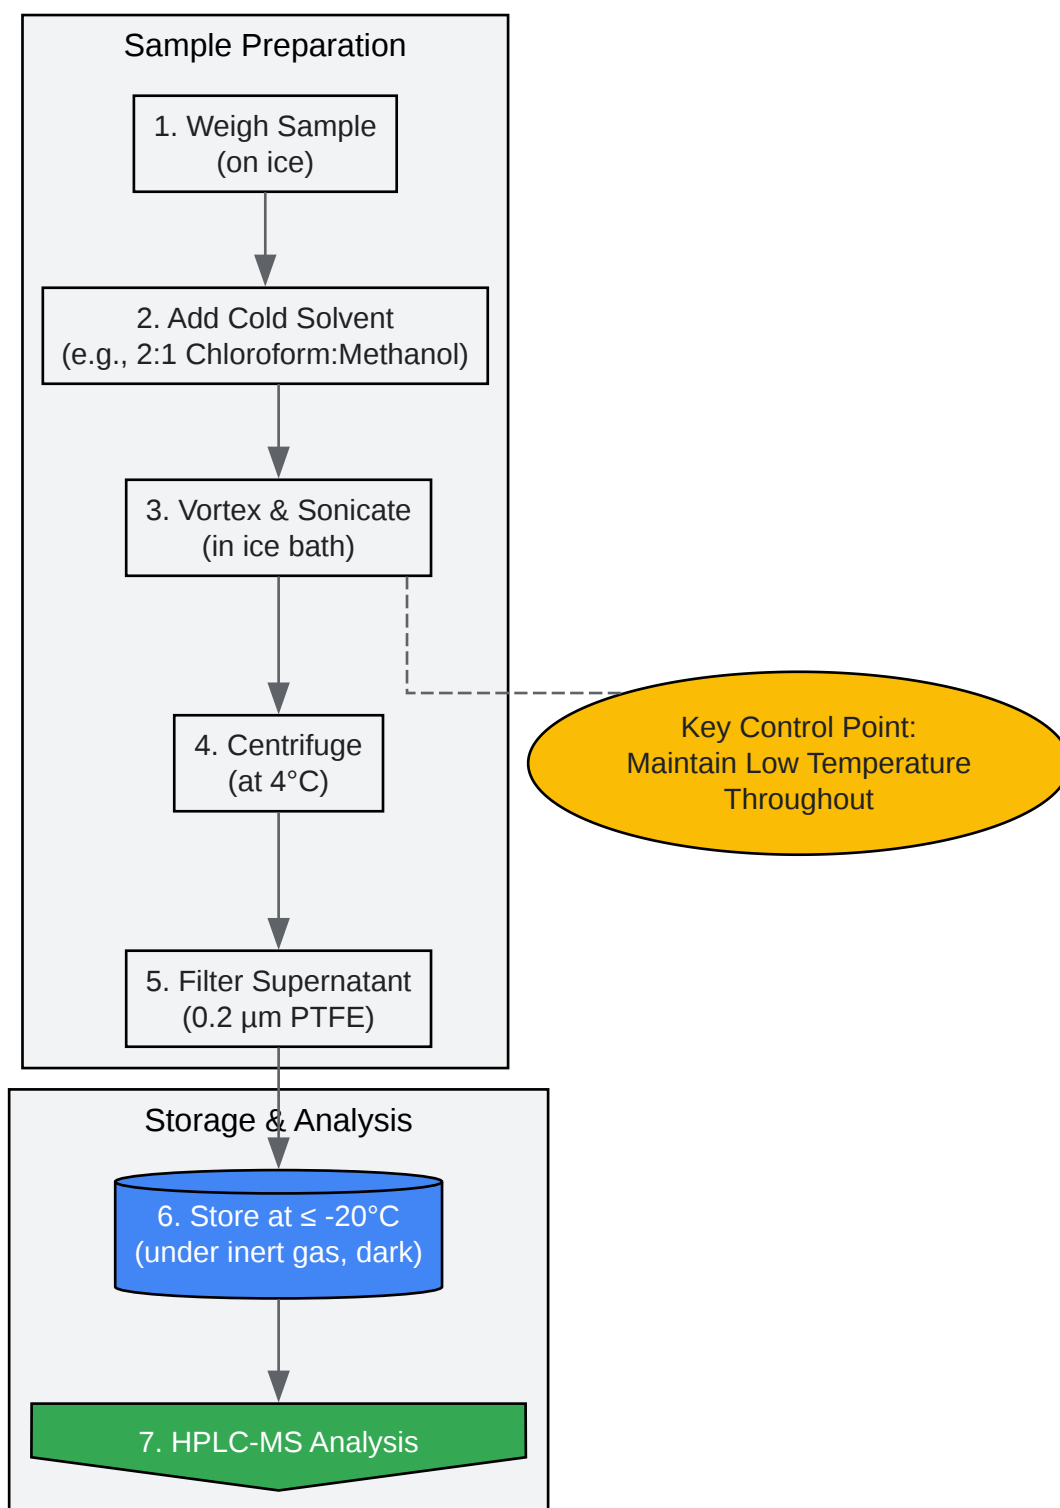 Sample Preparation
1. Weigh Sample
(on ice)
2. Add Cold Solvent
(e.g., 2:1 Chloroform:Methanol)
3. Vortex & Sonicate
(in ice bath)
4. Centrifuge
(at 4°C)
Key Control Point:
Maintain Low Temperature
Throughout
5. Filter Supernatant
(0.2 µm PTFE)
Storage & Analysis
6. Store at ≤ -20°C
(under inert gas, dark)
7. HPLC-MS Analysis